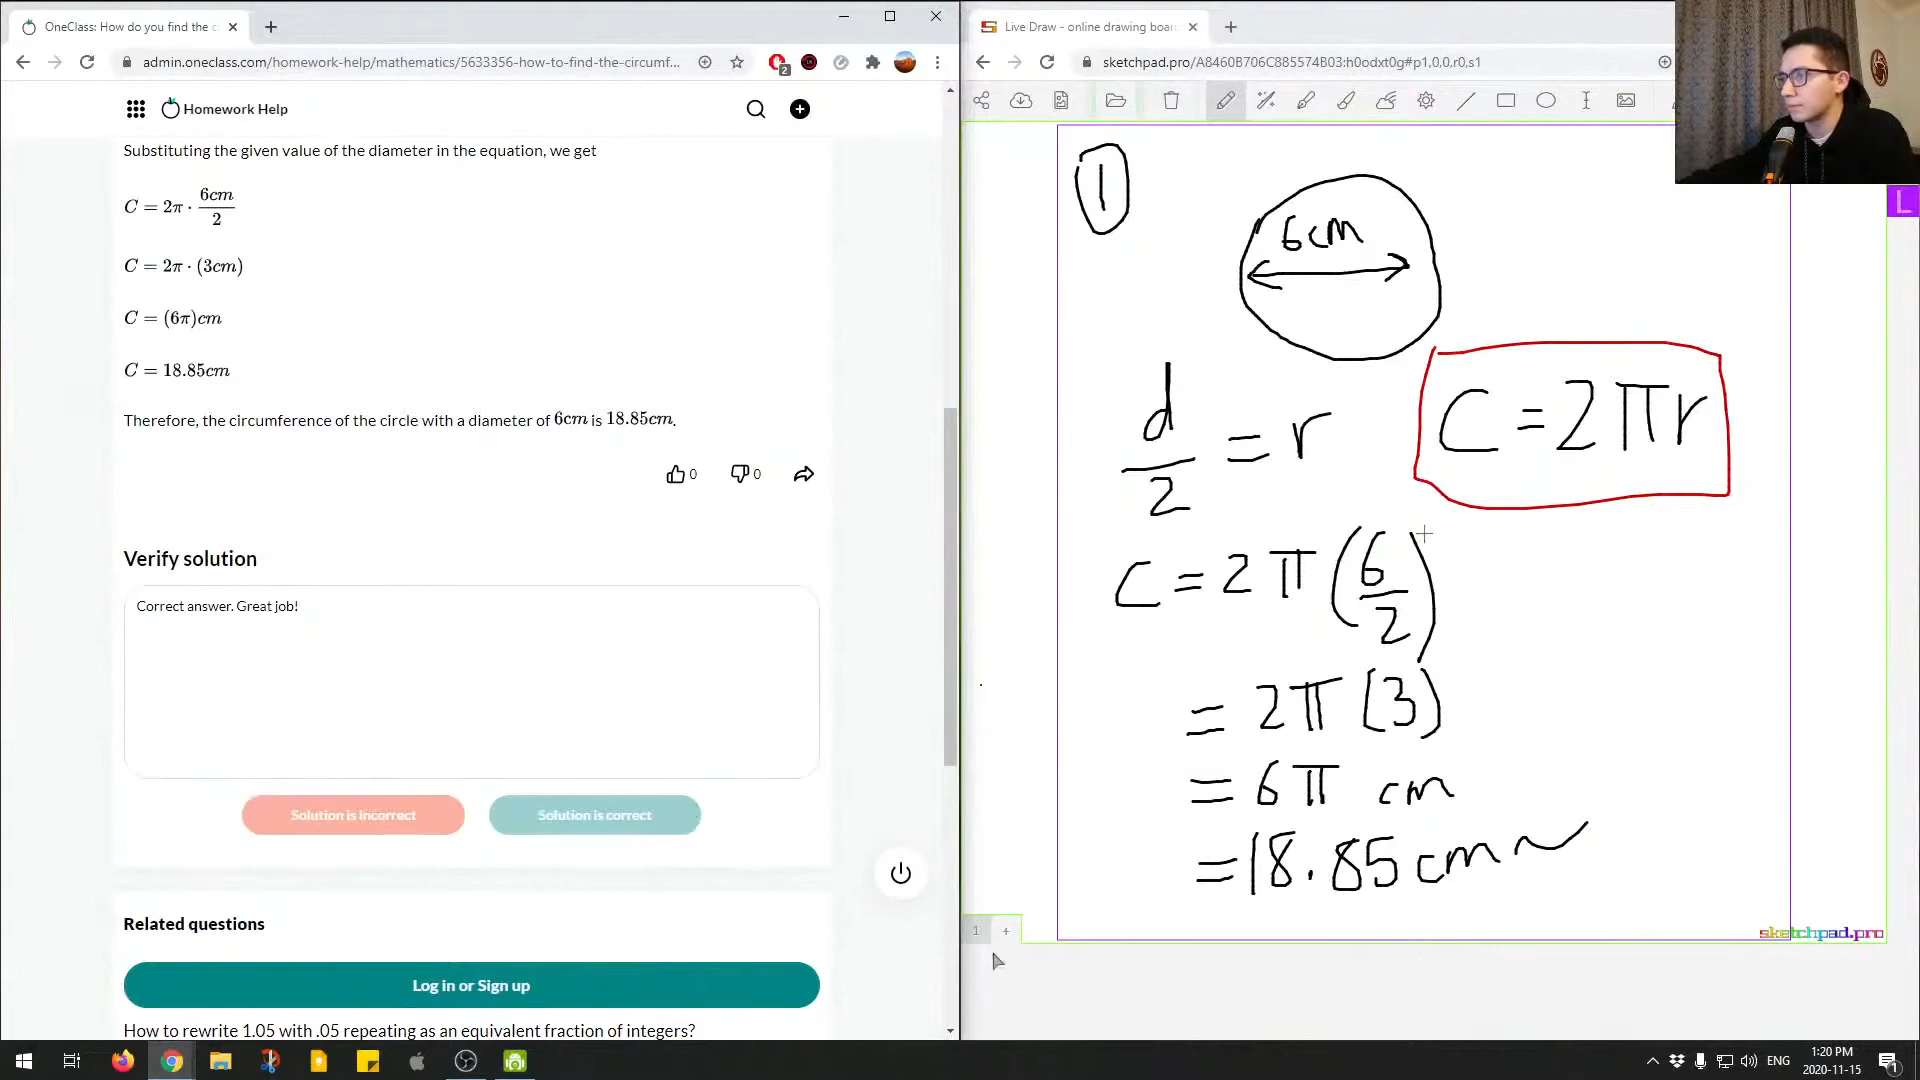 OneClass: How do you find the c
admin.oneclass.com/homework-help/mathematics/5633356-how-to-find-the-circumf...
2
Homework Help
Substituting the given value of the diameter in the equation, we get
C = 2π · 6cm/2
C = 2π · (3cm)
C = (6π)cm
C = 18.85cm
Therefore, the circumference of the circle with a diameter of 6cm is 18.85cm.
0 0
Verify solution
Correct answer. Great job!
Solution is incorrect Solution is correct
Related questions
Log in or Sign up
How to rewrite 1.05 with .05 repeating as an equivalent fraction of integers?
Live Draw - online drawing boar
sketchpad.pro/A8460B706C885574B03:h0odxt0g#p1,0,0,r0,s1
L
1
6cm
d/2 = r
C = 2πr
C = 2π(6/2)
= 2π(3)
= 6π cm
= 18.85cm
1 +
sketchpad.pro
ENG
1:20 PM
2020-11-15
1